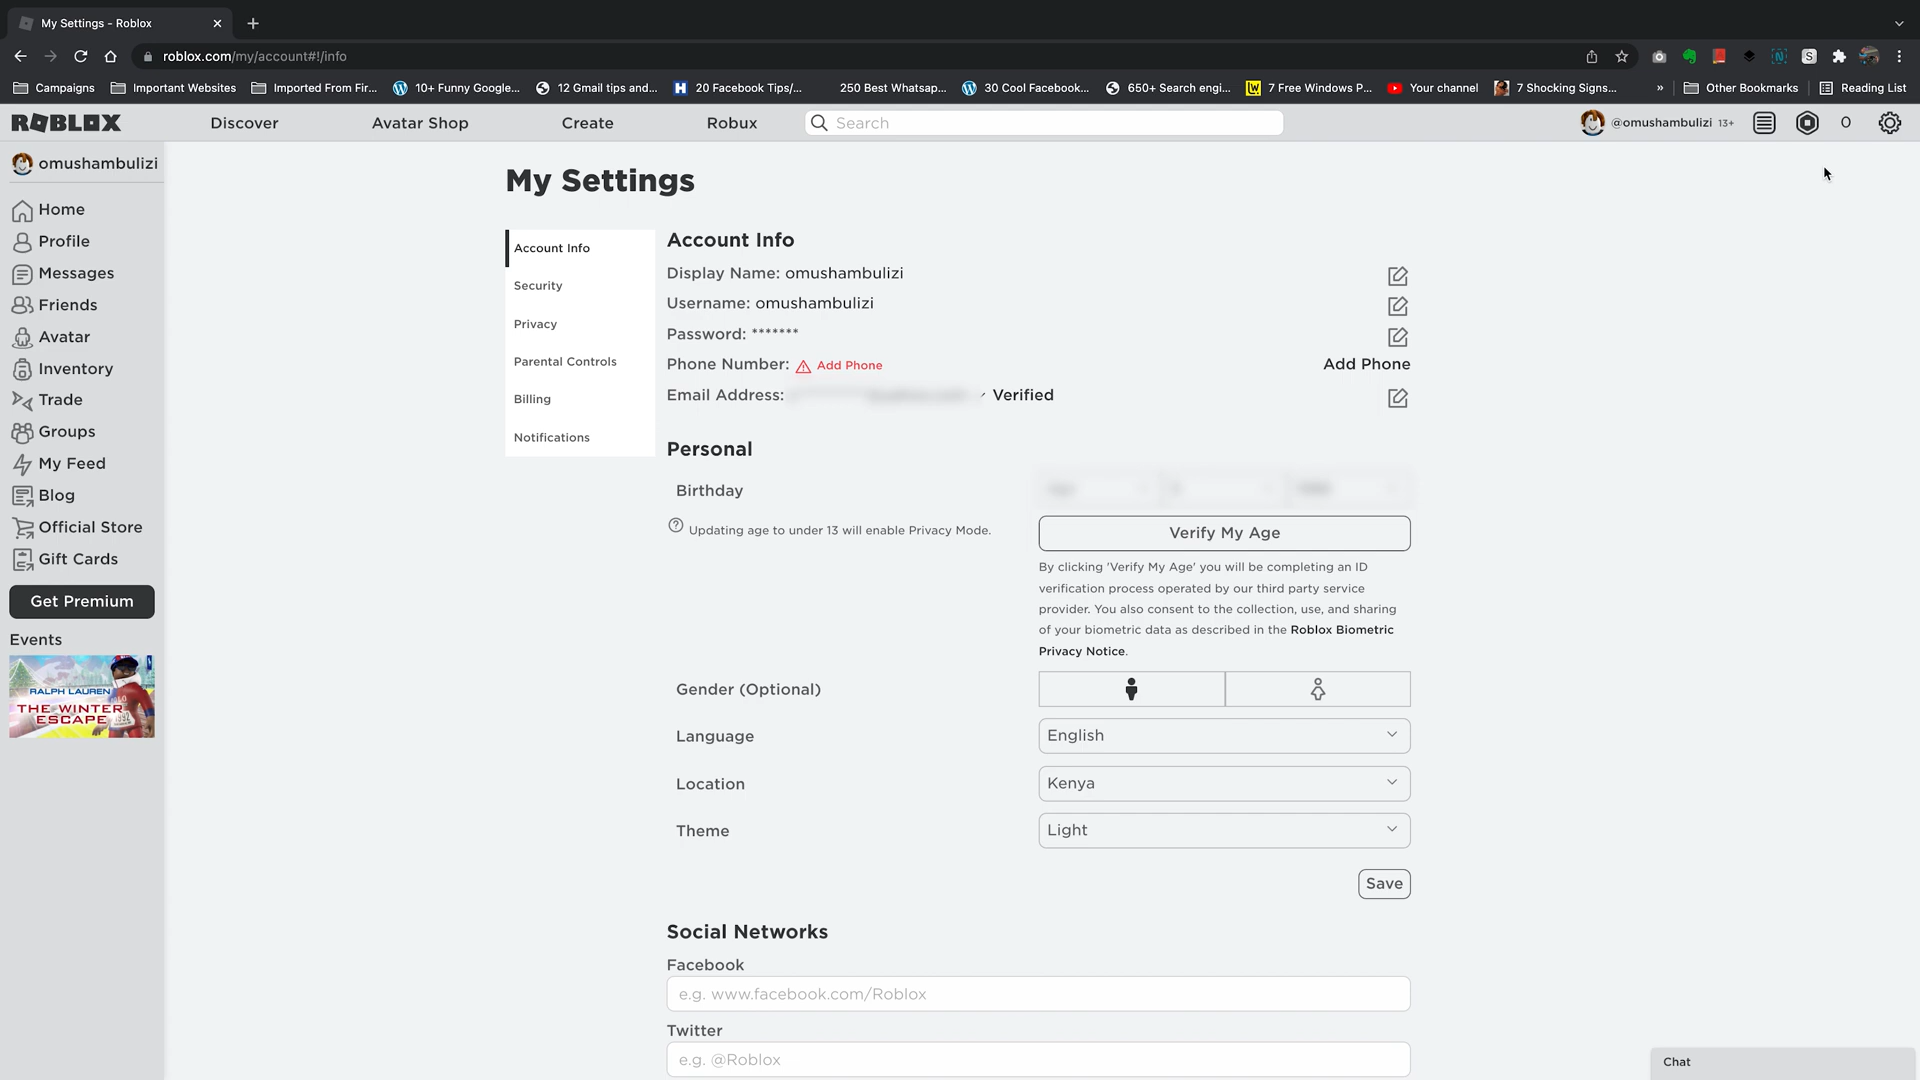 My Settings - Roblox
roblox.com/my/account#!/info
Campaigns
Important Websites
Imported From Fir...
10+ Funny Google...
12 Gmail tips and...
20 Facebook Tips/...
250 Best Whatsap...
30 Cool Facebook...
650+ Search engi...
7 Free Windows P...
Your channel
7 Shocking Signs...
»
Other Bookmarks
Reading List
ROBLOX
Discover
Avatar Shop
Create
Robux
Search
@omushambulizi 13+
0
omushambulizi
Home
Profile
Messages
Friends
Avatar
Inventory
Trade
Groups
My Feed
Blog
Official Store
Gift Cards
Get Premium
Events
RALPH LAUREN
THE WINTER
ESCAPE
My Settings
Account Info
Security
Privacy
Parental Controls
Billing
Notifications
Account Info
Display Name: omushambulizi
Username: omushambulizi
Password: *******
Phone Number: Add Phone
Add Phone
Email Address:
Verified
Personal
Birthday
Updating age to under 13 will enable Privacy Mode.
Verify My Age
By clicking 'Verify My Age' you will be completing an ID
verification process operated by our third party service
provider. You also consent to the collection, use, and sharing
of your biometric data as described in the Roblox Biometric
Privacy Notice.
Gender (Optional)
Language
English
Location
Kenya
Theme
Light
Save
Social Networks
Facebook
e.g. www.facebook.com/Roblox
Twitter
e.g. @Roblox
Chat